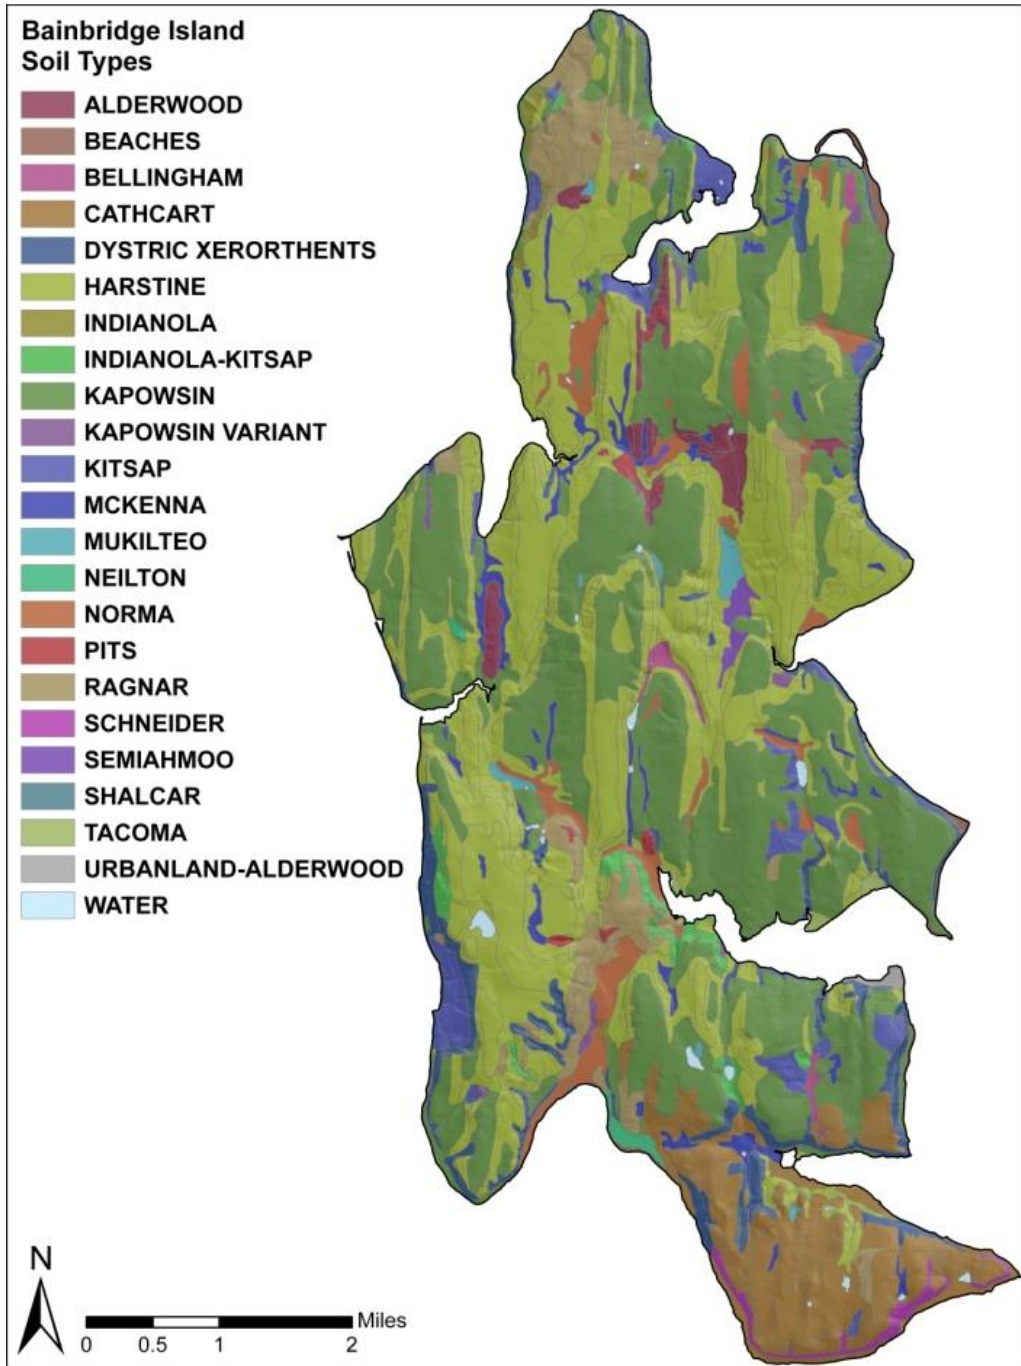 Bainbridge Island
Soil Types
ALDERWOOD
BEACHES
BELLINGHAM
CATHCART
DYSTRIC XERORTHENTS
HARSTINE
INDIANOLA
INDIANOLA-KITSAP
KAPOWSIN
KAPOWSIN VARIANT
KITSAP
MCKENNA
MUKILTEO
NEILTON
NORMA
PITS
RAGNAR
SCHNEIDER
SEMIAHMOO
SHALCAR
TACOMA
URBANLAND-ALDERWOOD
WATER
N
Miles
0 0.5 1 2